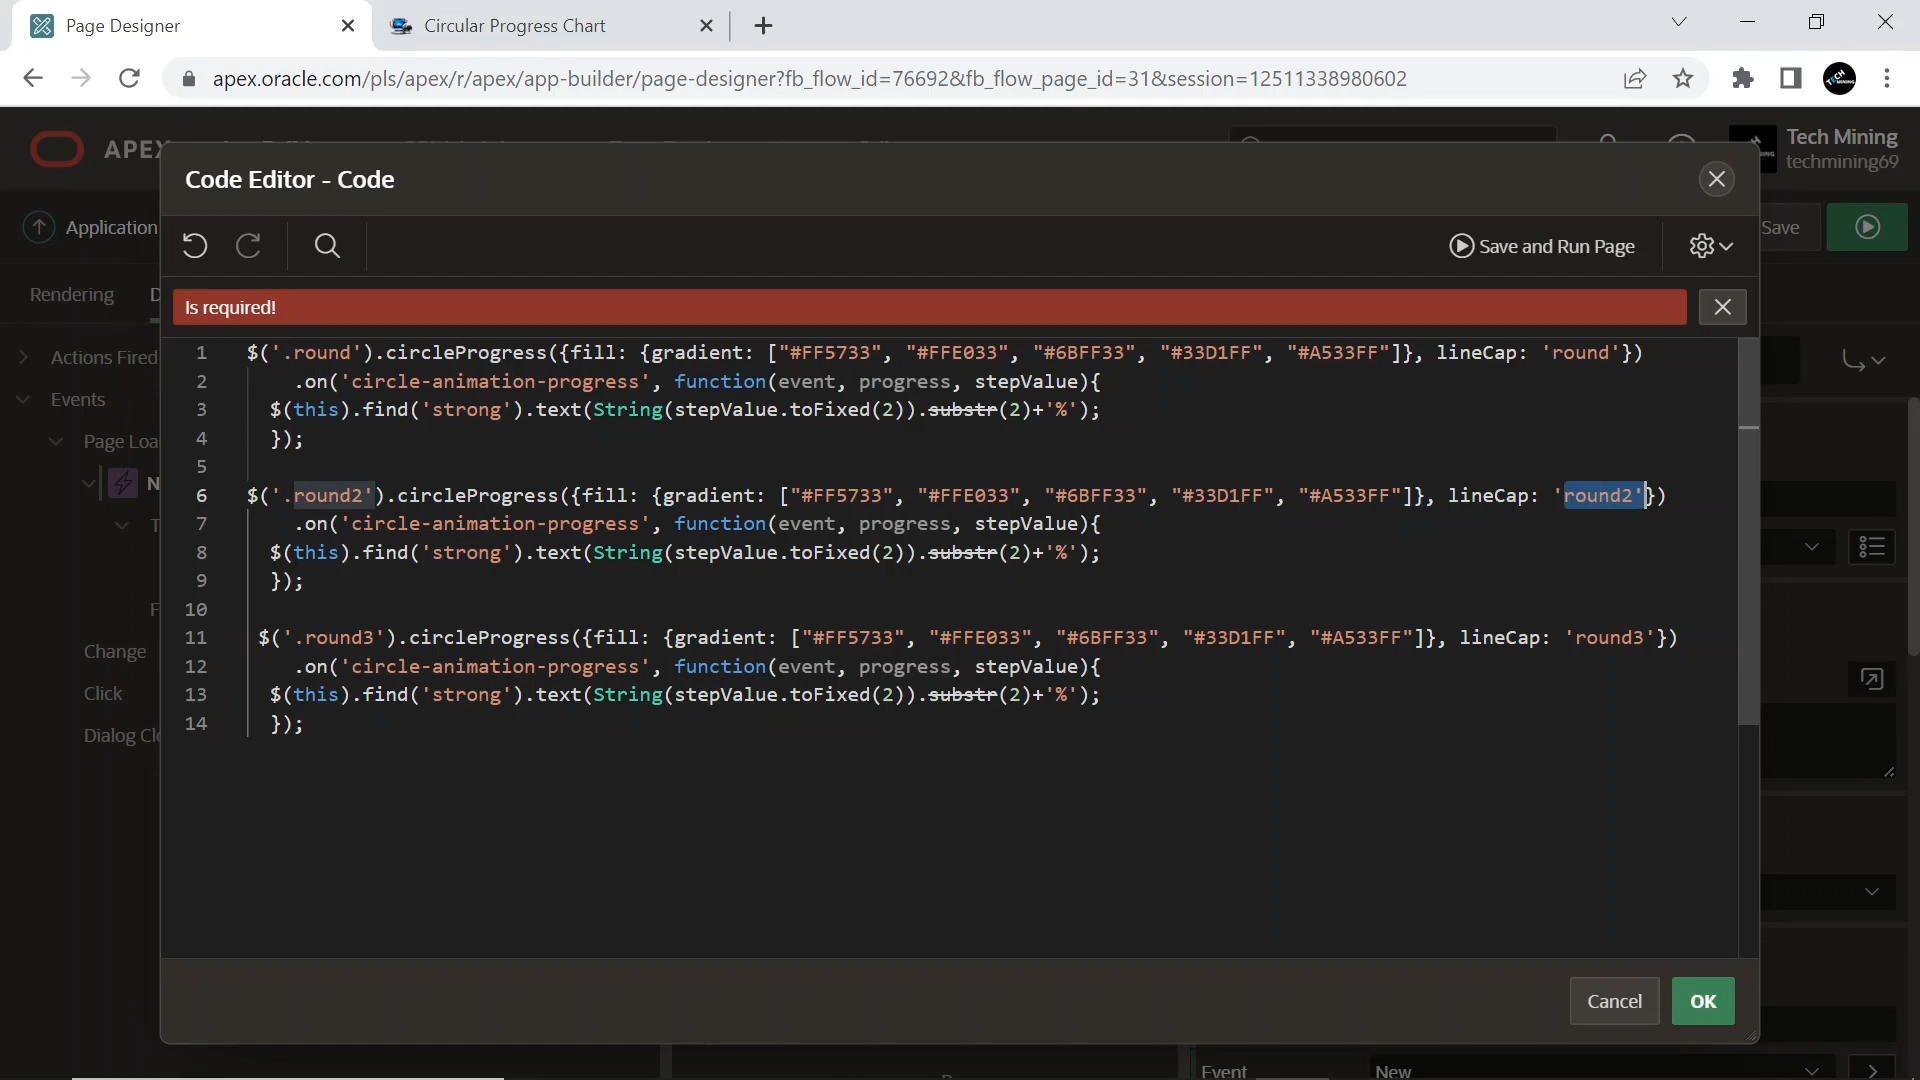 Page Designer
Circular Progress Chart
apex.oracle.com/pls/apex/r/apex/app-builder/page-designer?fb_flow_id=76692&fb_flow_page_id=31&session=12511338980602
APEX
Tech Mining
techmining69
Code Editor - Code
Application
Save and Run Page
Save
Rendering
Is required!
Actions Fired
Events
Page Loa
N
Change
Click
Dialog Clo
1 $('.round').circleProgress({fill: {gradient: ["#FF5733", "#FFE033", "#6BFF33", "#33D1FF", "#A533FF"]}, lineCap: 'round'})
2 .on('circle-animation-progress', function(event, progress, stepValue){
3 $(this).find('strong').text(String(stepValue.toFixed(2)).substr(2)+'%');
4 });
5
6 $('.round2').circleProgress({fill: {gradient: ["#FF5733", "#FFE033", "#6BFF33", "#33D1FF", "#A533FF"]}, lineCap: 'round2'})
7 .on('circle-animation-progress', function(event, progress, stepValue){
8 $(this).find('strong').text(String(stepValue.toFixed(2)).substr(2)+'%');
9 });
10
11 $('.round3').circleProgress({fill: {gradient: ["#FF5733", "#FFE033", "#6BFF33", "#33D1FF", "#A533FF"]}, lineCap: 'round3'})
12 .on('circle-animation-progress', function(event, progress, stepValue){
13 $(this).find('strong').text(String(stepValue.toFixed(2)).substr(2)+'%');
14 });
Cancel
OK
Event
New